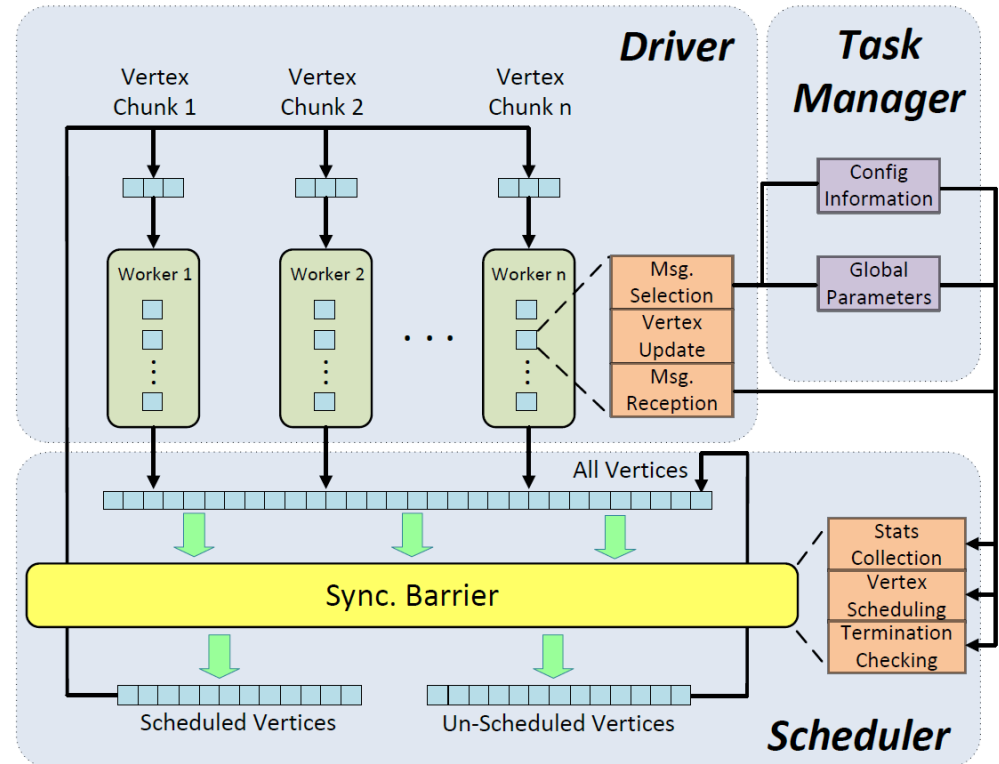 Driver
Task
Manager
Vertex
Chunk 1
Vertex
Chunk 2
Vertex
Chunk n
Config
Information
Global
Parameters
Worker 1
Worker 2
Worker n
. . .
Msg.
Selection
Vertex
Update
Msg.
Reception
All Vertices
Stats
Collection
Vertex
Scheduling
Termination
Checking
Sync. Barrier
Scheduled Vertices
Un-Scheduled Vertices
Scheduler